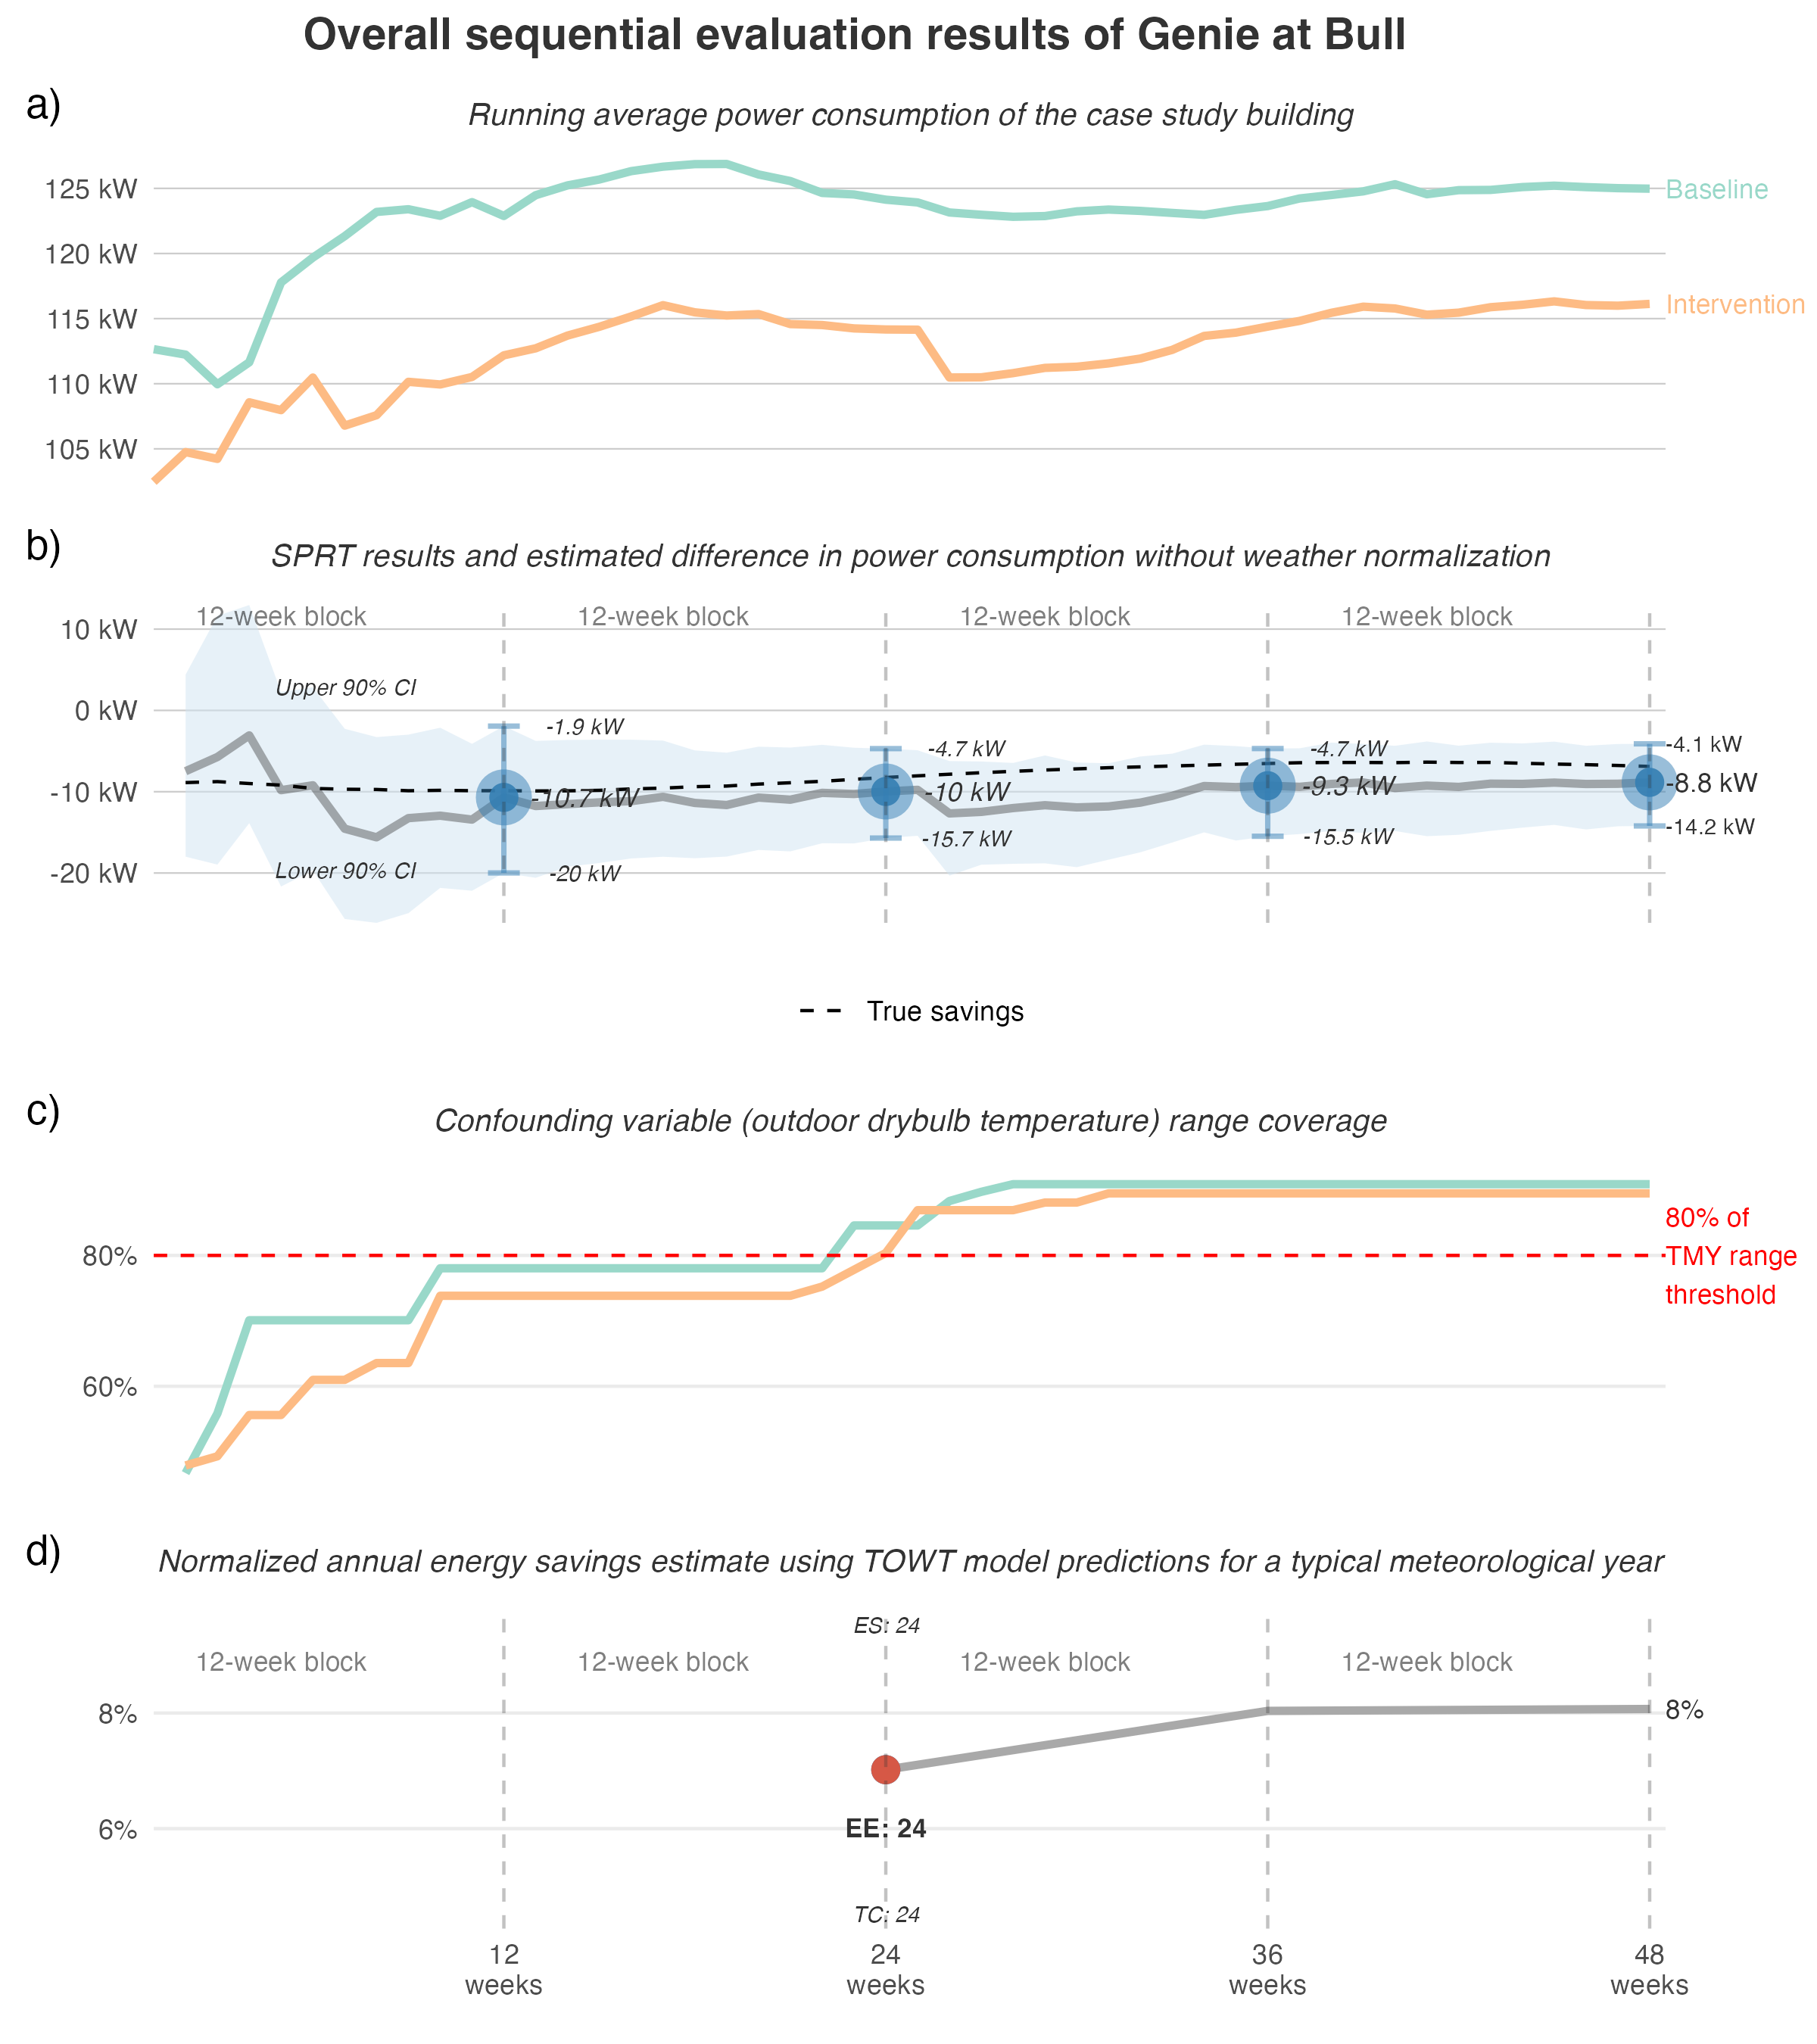 Overall sequential evaluation results of Genie at Bull
a)
Running average power consumption of the case study building
125 kW
120 kW
115 kW
110 kW
105 kW
Baseline
Intervention
b)
SPRT results and estimated difference in power consumption without weather normalization
12-week block
12-week block
12-week block
12-week block
10 kW
0 kW
-10 kW
-20 kW
Upper 90% CI
Lower 90% CI
-1.9 kW
-10.7 kW
-20 kW
-4.7 kW
-10 kW
-15.7 kW
-4.7 kW
-9.3 kW
-15.5 kW
-4.1 kW
-8.8 kW
-14.2 kW
True savings
c)
Confounding variable (outdoor drybulb temperature) range coverage
80%
60%
80% of
TMY range
threshold
d)
Normalized annual energy savings estimate using TOWT model predictions for a typical meteorological year
ES: 24
12-week block
12-week block
12-week block
12-week block
8%
6%
8%
EE: 24
TC: 24
12
weeks
24
weeks
36
weeks
48
weeks